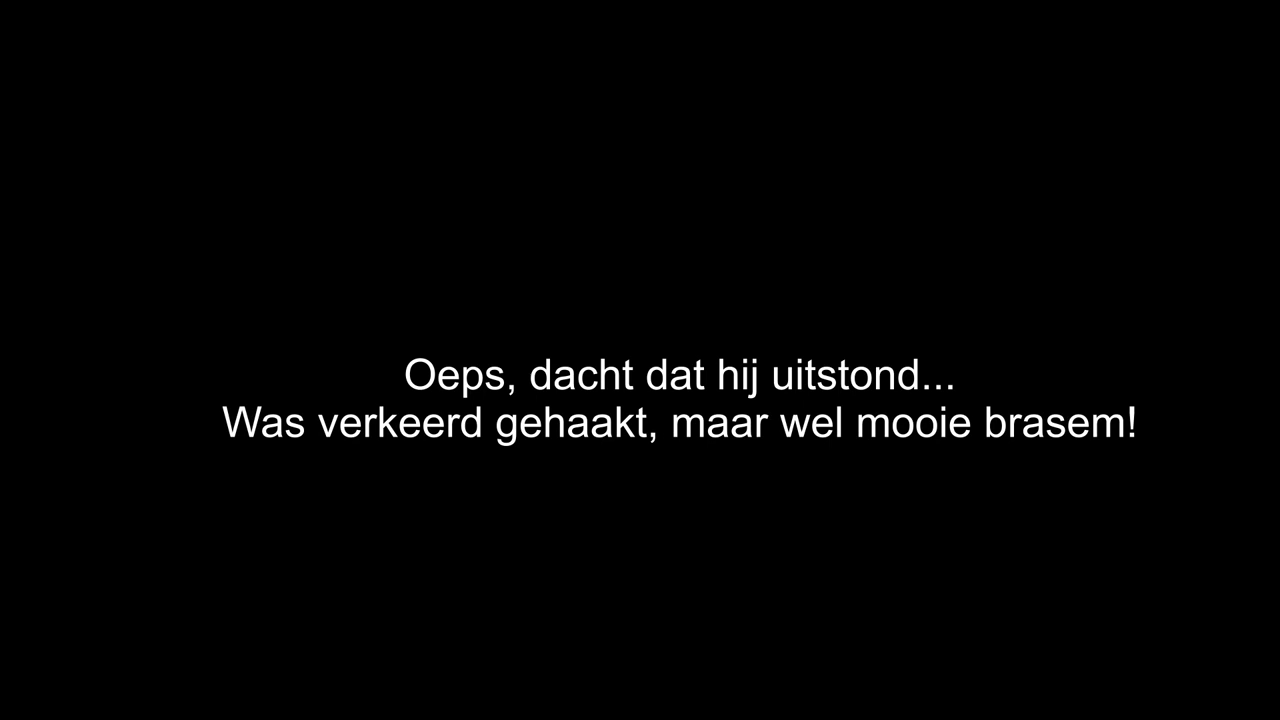 Oeps, dacht dat hij uitstond...
Was verkeerd gehaakt, maar wel mooie brasem!